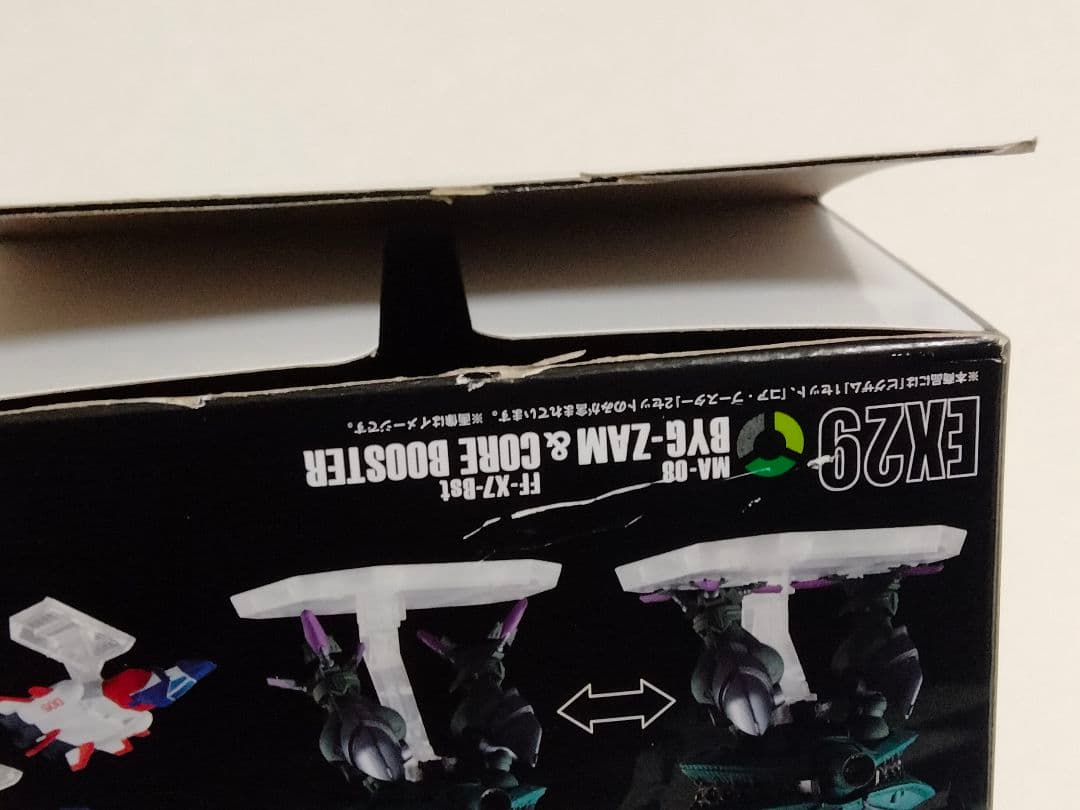 EX29
MA-08
BYG-ZAM & CORE BOOSTER
FF-X7-Bst
※本商品には「ビグザム」1セット、「コア・ブースター」2セットのみが含まれています。 ※画像はイメージです。
005